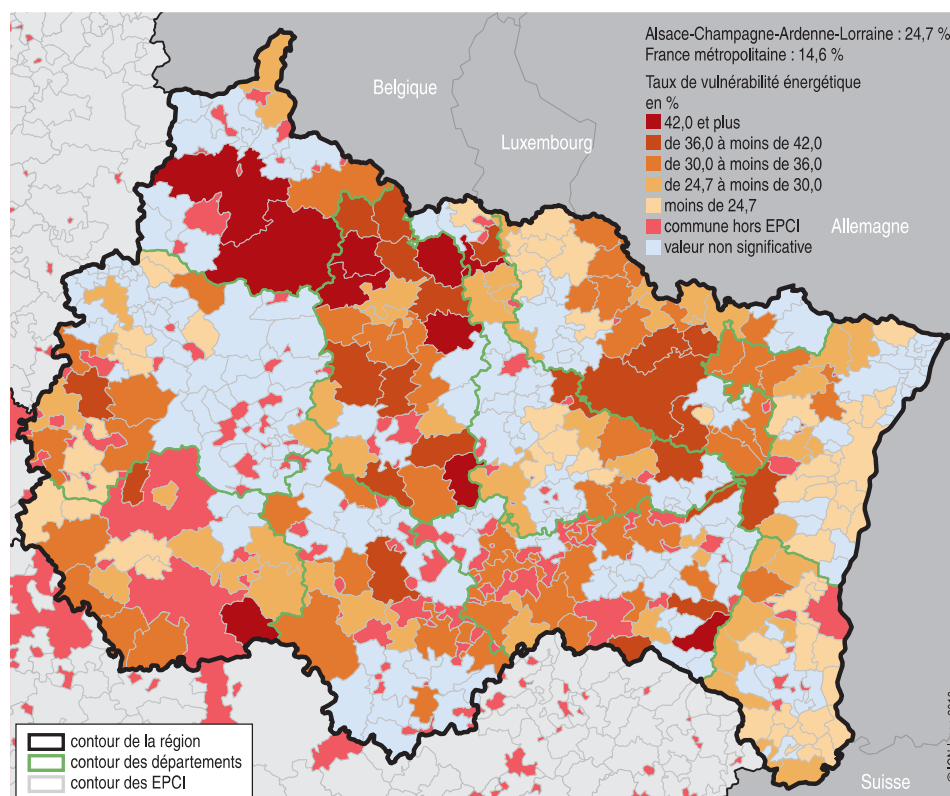 Alsace-Champagne-Ardenne-Lorraine : 24,7 %
France métropolitaine : 14,6 %
Taux de vulnérabilité énergétique
en %
42,0 et plus
de 36,0 à moins de 42,0
de 30,0 à moins de 36,0
de 24,7 à moins de 30,0
moins de 24,7
commune hors EPCI
valeur non significative
Belgique
Luxembourg
Allemagne
Suisse
contour de la région
contour des départements
contour des EPCI